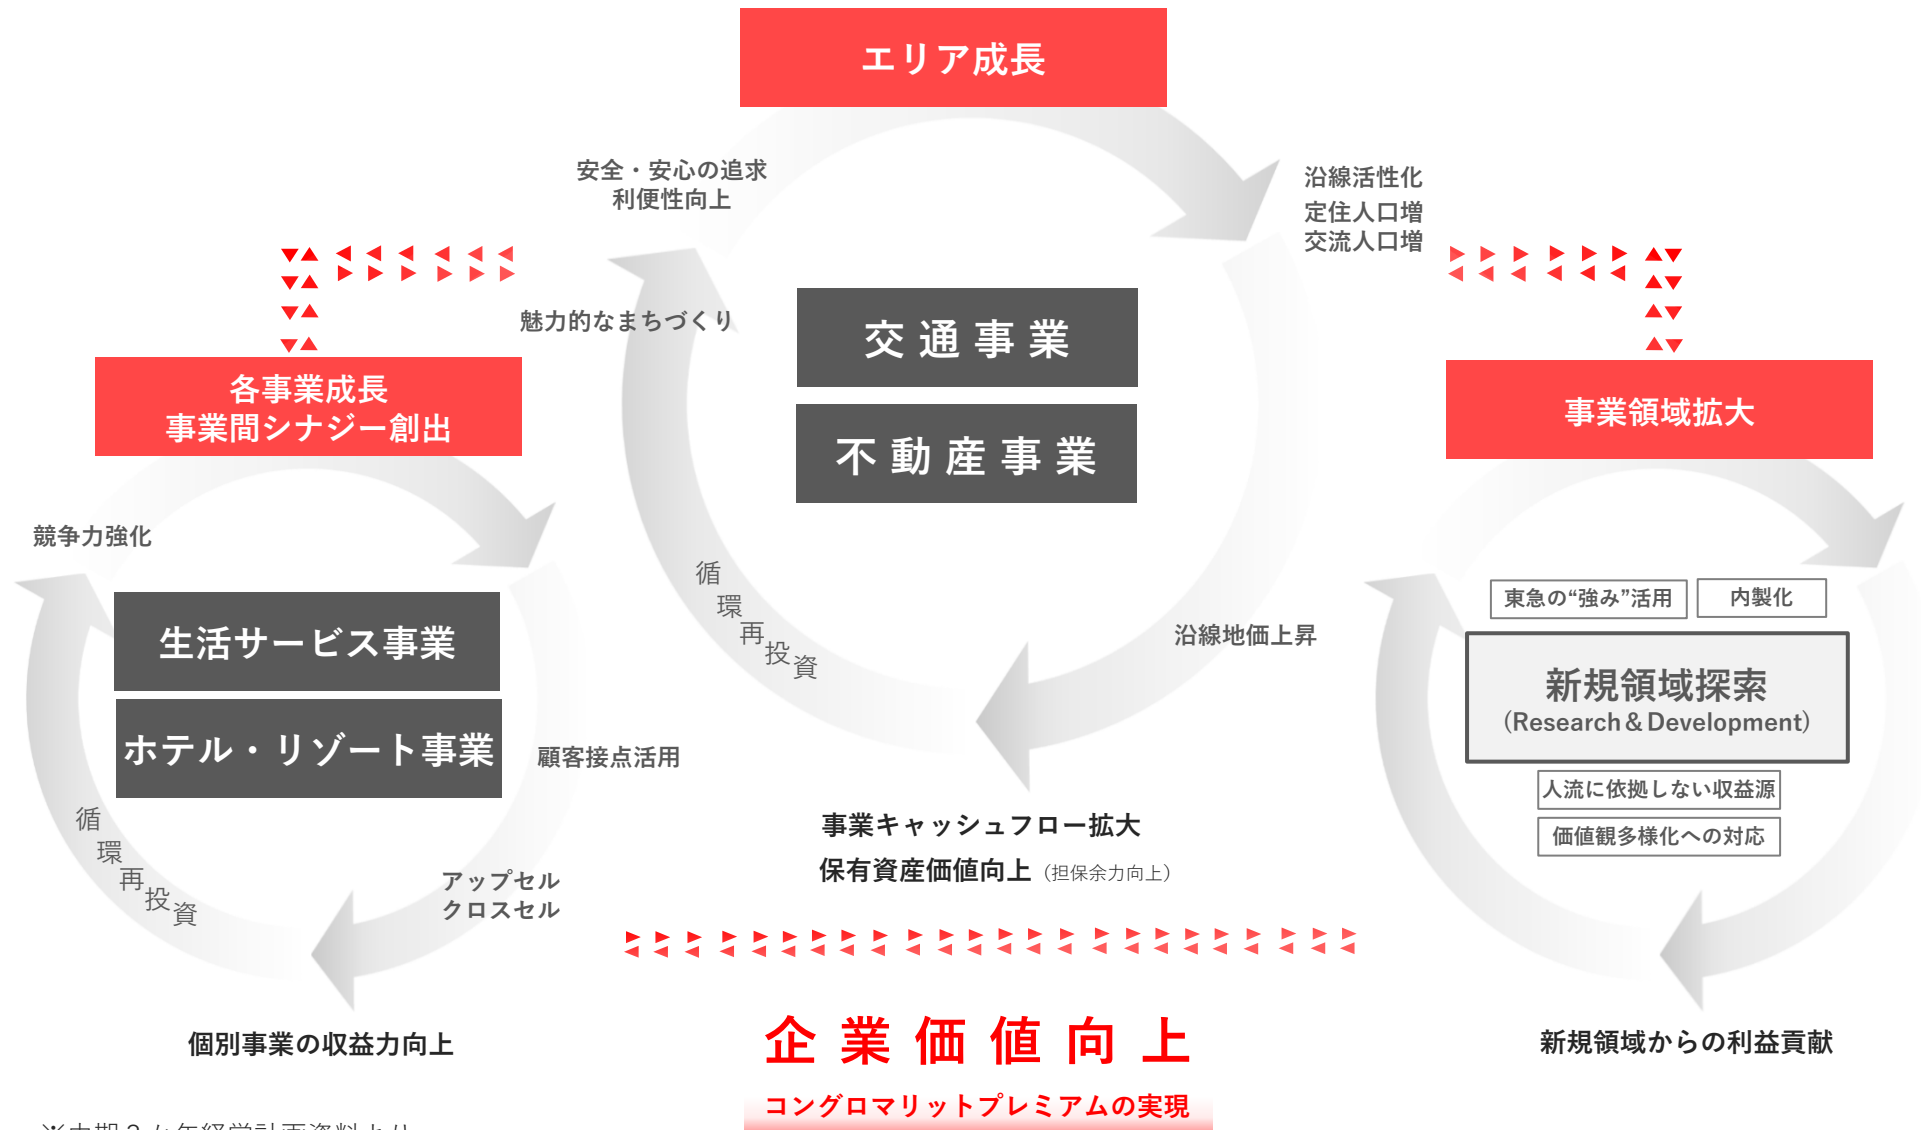 エリア成長
安全・安心の追求
利便性向上
沿線活性化
定住人口増
交流人口増
魅力的なまちづくり
交通事業
不動産事業
循環再投資
沿線地価上昇
事業キャッシュフロー拡大
保有資産価値向上（担保余力向上）
各事業成長
事業間シナジー創出
競争力強化
生活サービス事業
ホテル・リゾート事業
顧客接点活用
循環再投資
アップセル
クロスセル
個別事業の収益力向上
事業領域拡大
東急の“強み”活用
内製化
新規領域探索
（Research＆Development）
人流に依拠しない収益源
価値観多様化への対応
新規領域からの利益貢献
企業価値向上
コングロマリットプレミアムの実現